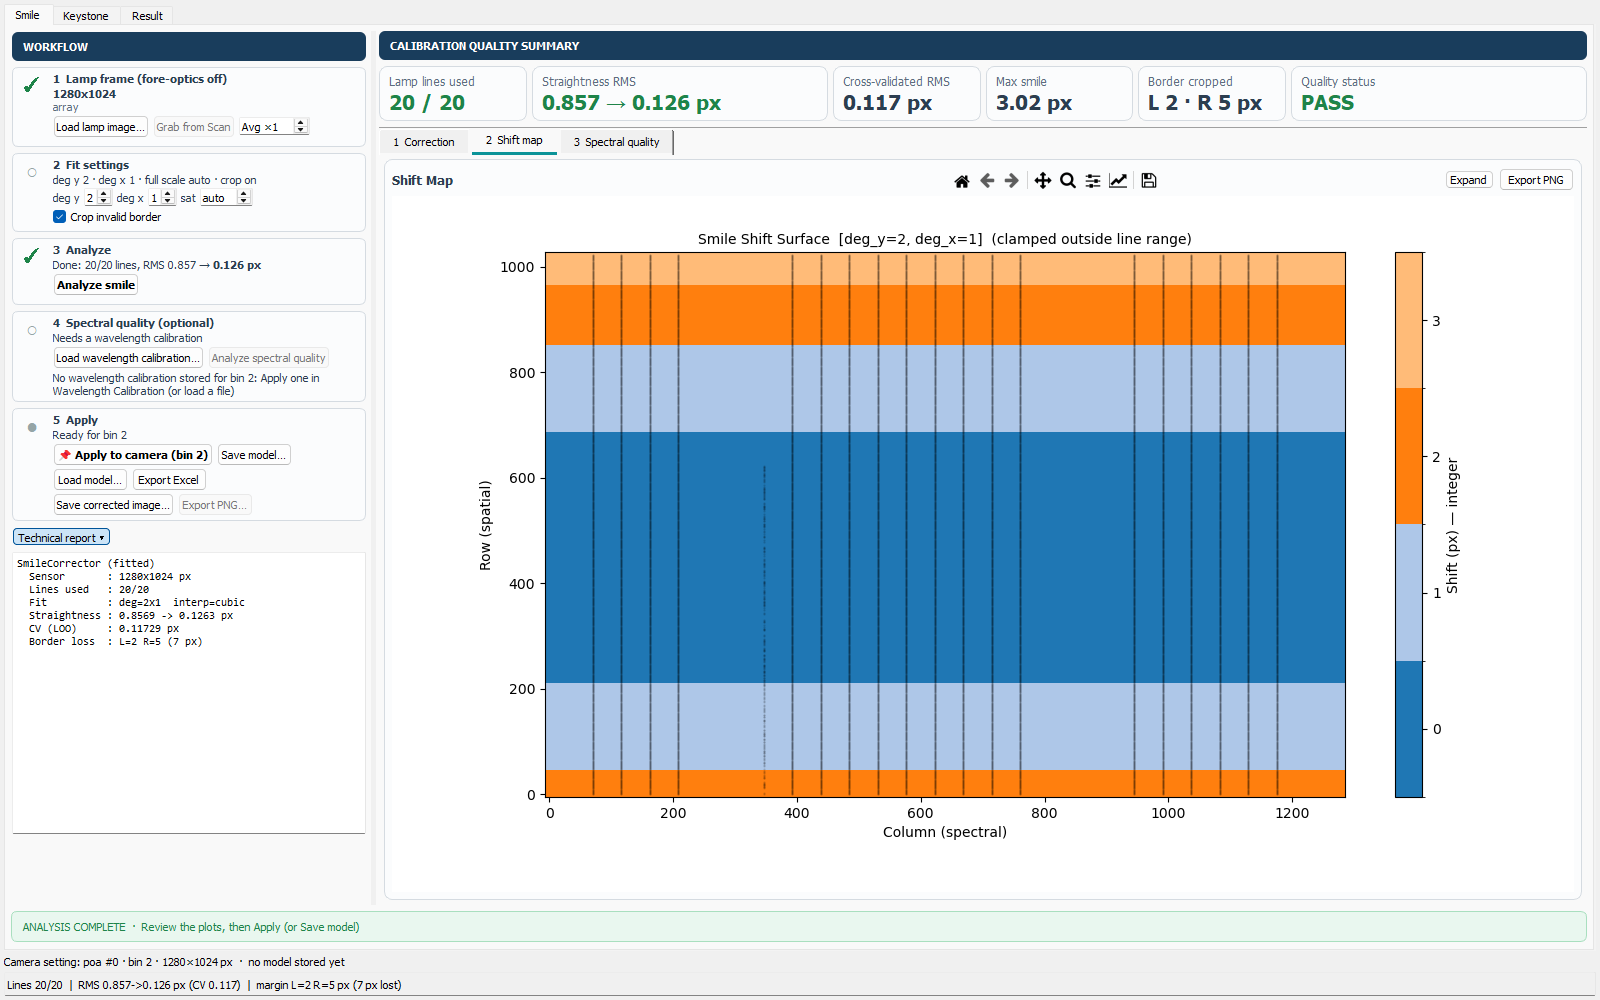 Smile Keystone Result
WORKFLOW
1 Lamp frame (fore-optics off)
1280x1024
array
Load lamp image... Grab from Scan Avg ×1
2 Fit settings
deg y 2 · deg x 1 · full scale auto · crop on
deg y 2 deg x 1 sat auto
Crop invalid border
3 Analyze
Done: 20/20 lines, RMS 0.857 → 0.126 px
Analyze smile
4 Spectral quality (optional)
Needs a wavelength calibration
Load wavelength calibration... Analyze spectral quality
No wavelength calibration stored for bin 2: Apply one in
Wavelength Calibration (or load a file)
5 Apply
Ready for bin 2
Apply to camera (bin 2) Save model...
Load model... Export Excel
Save corrected image... Export PNG...
Technical report
SmileCorrector (fitted)
Sensor : 1280x1024 px
Lines used : 20/20
Fit : deg=2x1 interp=cubic
Straightness : 0.8569 -> 0.1263 px
CV (LOO) : 0.11729 px
Border loss : L=2 R=5 (7 px)
CALIBRATION QUALITY SUMMARY
Lamp lines used
20 / 20
Straightness RMS
0.857 → 0.126 px
Cross-validated RMS
0.117 px
Max smile
3.02 px
Border cropped
L 2 · R 5 px
Quality status
PASS
1 Correction 2 Shift map 3 Spectral quality
Shift Map
Expand Export PNG
Smile Shift Surface [deg_y=2, deg_x=1] (clamped outside line range)
1000
800
600
400
200
0
Row (spatial)
0 200 400 600 800 1000 1200
Column (spectral)
3
2
1
0
Shift (px) — integer
ANALYSIS COMPLETE · Review the plots, then Apply (or Save model)
Camera setting: poa #0 · bin 2 · 1280×1024 px · no model stored yet
Lines 20/20 | RMS 0.857->0.126 px (CV 0.117) | margin L=2 R=5 px (7 px lost)